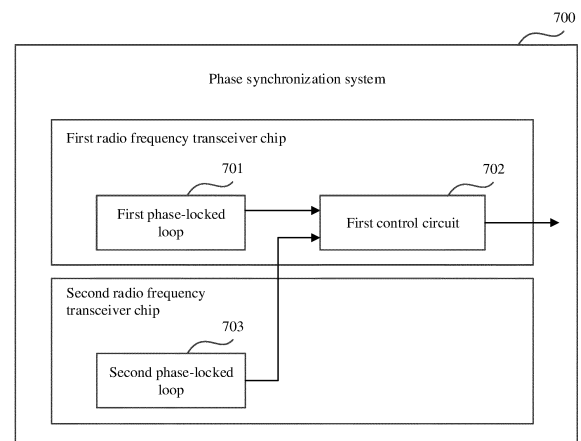 700
Phase synchronization system
First radio frequency transceiver chip
701
702
First phase-locked
loop
First control circuit
Second radio frequency
transceiver chip
703
Second phase-locked
loop